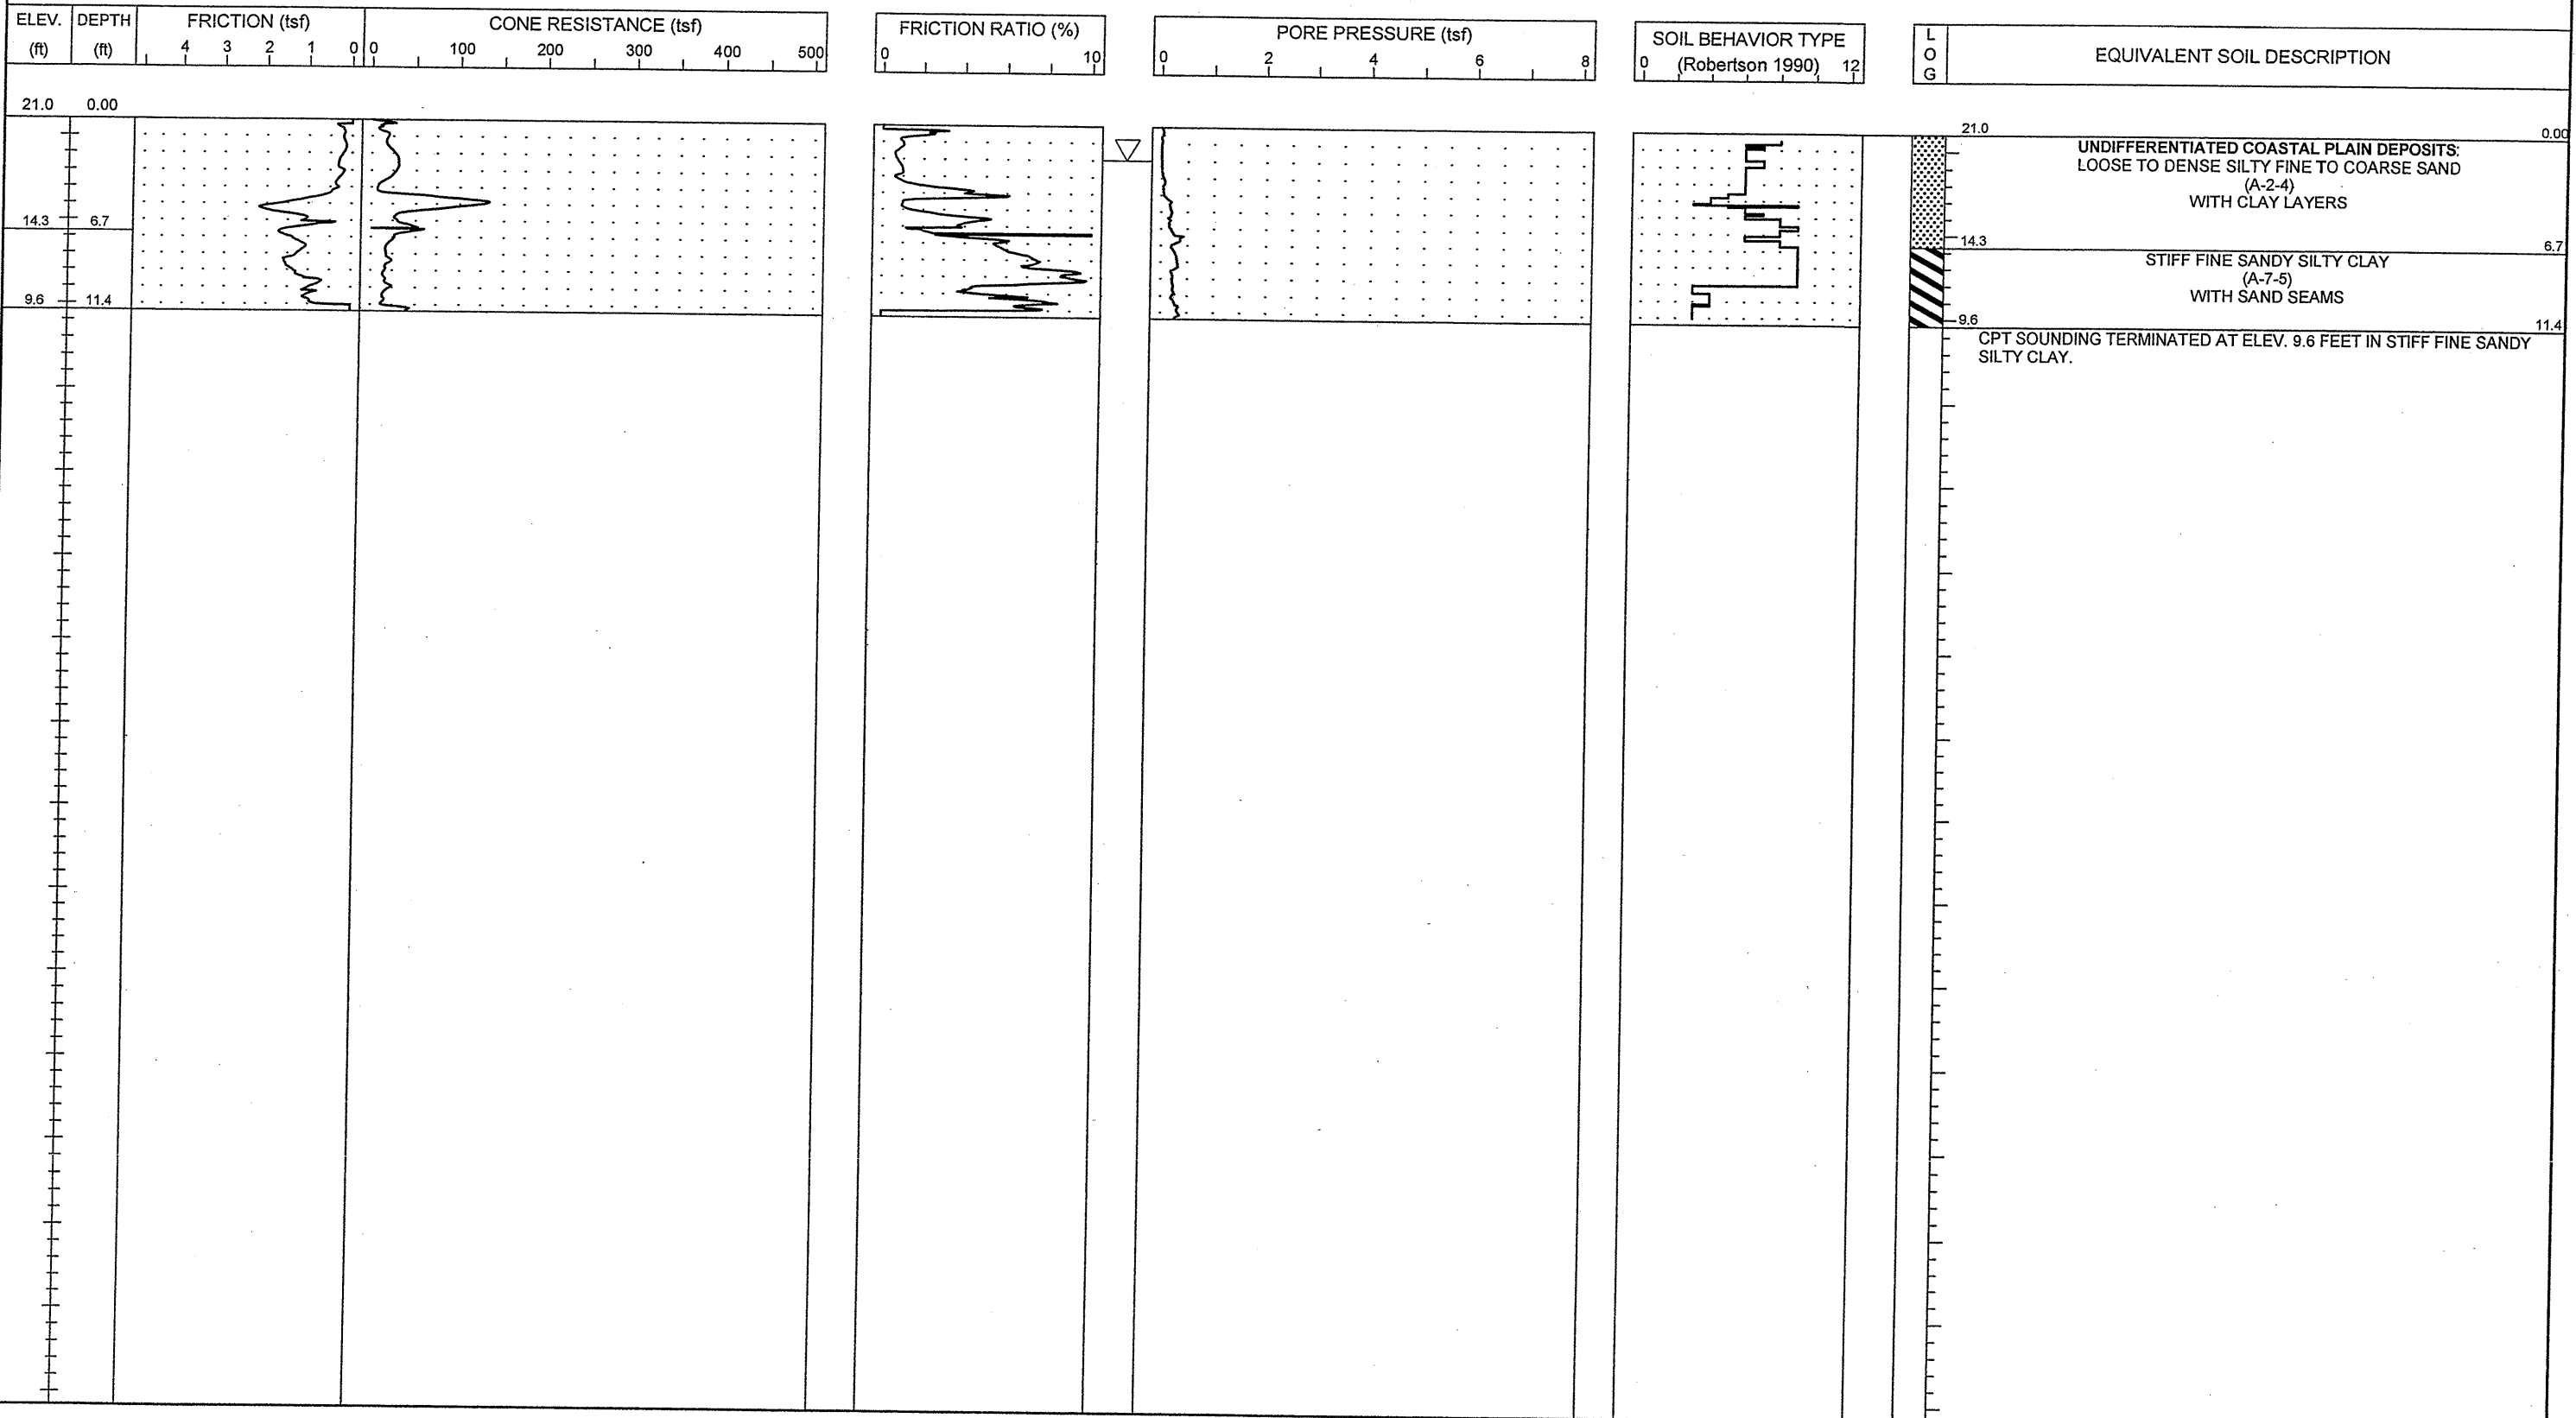 ELEV. DEPTH FRICTION (tsf) CONE RESISTANCE (tsf) FRICTION RATIO (%) PORE PRESSURE (tsf) SOIL BEHAVIOR TYPE L O G EQUIVALENT SOIL DESCRIPTION
(ft) (ft) 4 3 2 1 0 0 100 200 300 400 500 0 10 0 2 4 6 8 0 (Robertson 1990) 12
21.0 0.00
21.0 0.00
UNDIFFERENTIATED COASTAL PLAIN DEPOSITS:
LOOSE TO DENSE SILTY FINE TO COARSE SAND
(A-2-4)
WITH CLAY LAYERS
14.3 6.7
14.3 6.7
STIFF FINE SANDY SILTY CLAY
(A-7-5)
WITH SAND SEAMS
9.6 11.4
9.6 11.4
CPT SOUNDING TERMINATED AT ELEV. 9.6 FEET IN STIFF FINE SANDY
SILTY CLAY.